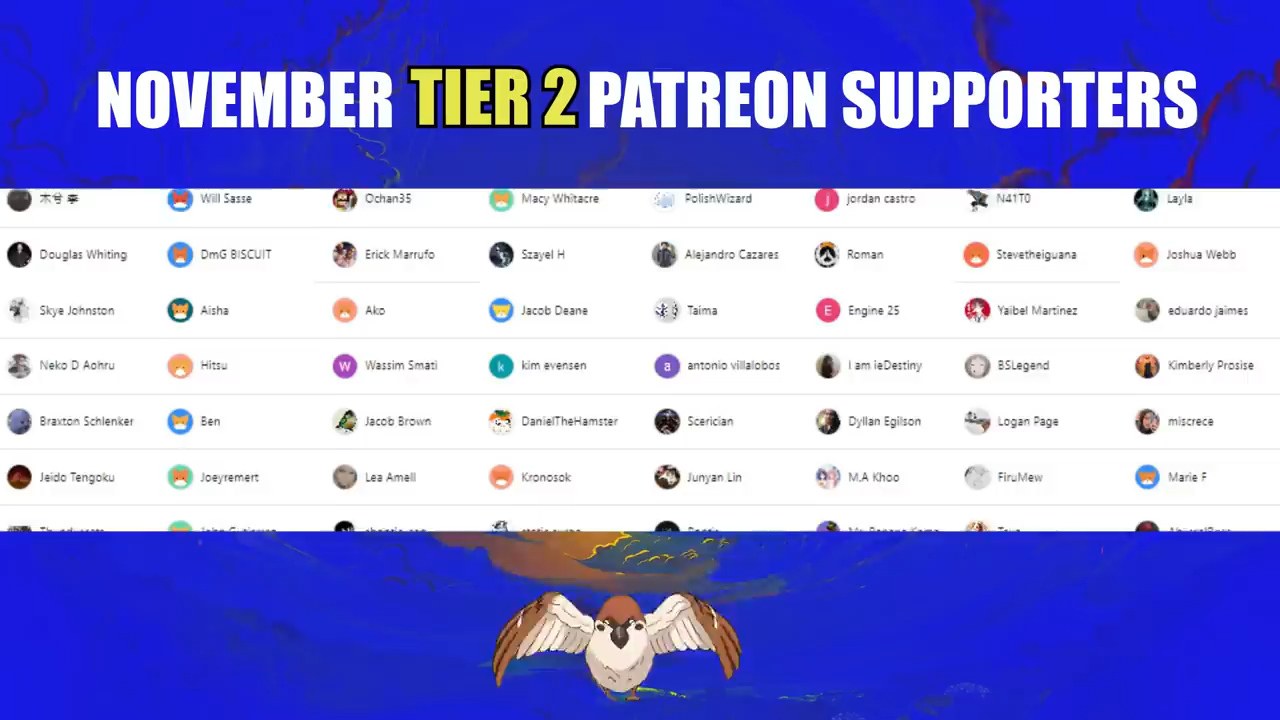 NOVEMBER TIER 2 PATREON SUPPORTERS
木兮 李 Will Sasse Ochan35 Macy Whitacre PolishWizard j jordan castro N41T0 Layla
Douglas Whiting DmG BISCUIT Erick Marrufo Szayel H Alejandro Cazares Roman Stevetheiguana Joshua Webb
Skye Johnston Aisha Ako Jacob Deane Taima E Engine 25 Yaibel Martinez eduardo jaimes
Neko D Aohru Hitsu W Wassim Smati k kim evensen a antonio villalobos I am ieDestiny BSLegend Kimberly Prosise
Braxton Schlenker Ben Jacob Brown DanielTheHamster Scerician Dyllan Egilson Logan Page miscrece
Jeido Tengoku Joeyremert Lea Amell Kronosok Junyan Lin M.A Khoo FiruMew Marie F